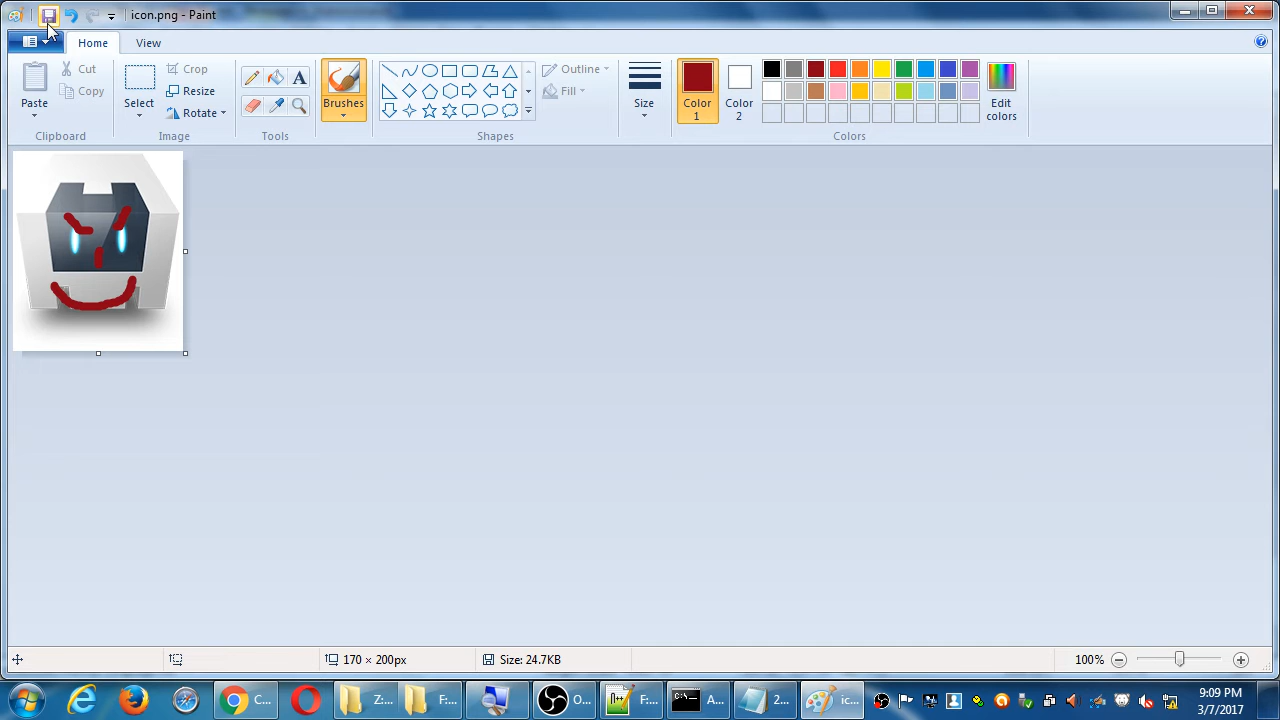 icon.png - Paint
Home
View
Paste
Cut
Copy
Clipboard
Select
Crop
Resize
Rotate
Image
A
Tools
Brushes
Shapes
Outline
Fill
Size
Color 1
Color 2
Edit colors
Colors
170 × 200px
Size: 24.7KB
100%
C...
Z:...
F:...
O...
F:...
A...
2...
ic...
9:09 PM
3/7/2017